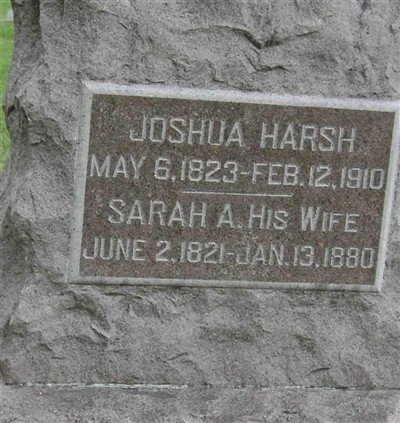 JOSHUA HARSH
MAY 6, 1823-FEB. 12, 1910
SARAH A. HIS WIFE
JUNE 2, 1821-JAN. 13, 1880